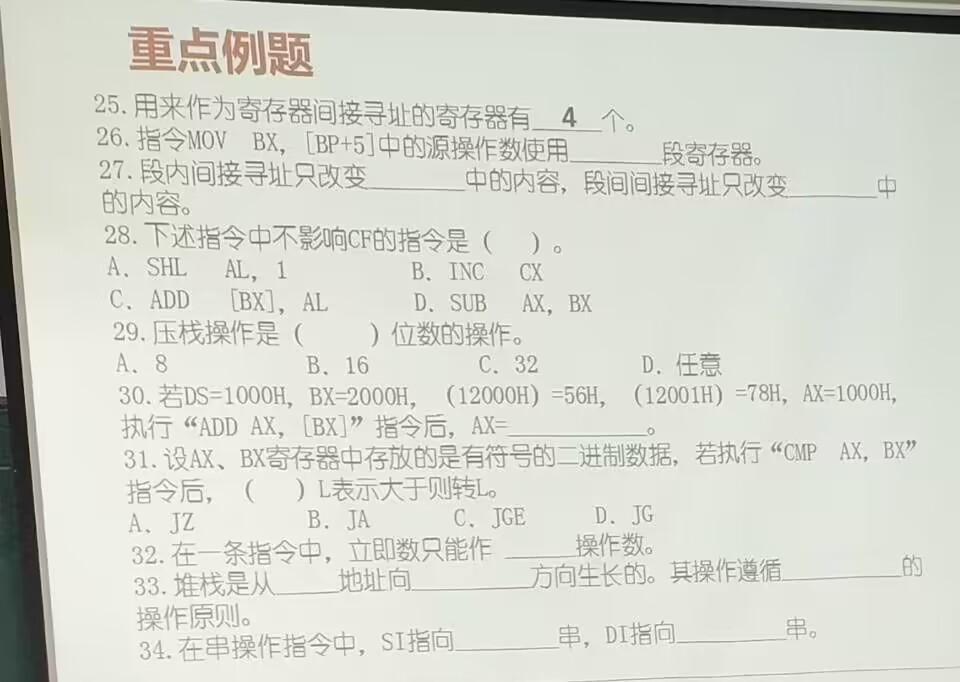 重点例题
25.用来作为寄存器间接寻址的寄存器有 4 个。
26.指令MOV BX,[BP+5]中的源操作数使用________段寄存器。
27.段内间接寻址只改变________中的内容，段间间接寻址只改变________中
的内容。
28.下述指令中不影响CF的指令是（ ）。
A. SHL AL, 1 B. INC CX
C. ADD [BX], AL D. SUB AX, BX
29.压栈操作是（ ）位数的操作。
A. 8 B. 16 C. 32 D. 任意
30.若DS=1000H, BX=2000H, (12000H)=56H, (12001H)=78H, AX=1000H,
执行“ADD AX,[BX]”指令后，AX=____________。
31.设AX、BX寄存器中存放的是有符号的二进制数据，若执行“CMP AX, BX”
指令后，（ ）L表示大于则转L。
A. JZ B. JA C. JGE D. JG
32.在一条指令中，立即数只能作 ______操作数。
33.堆栈是从_____地址向__________方向生长的。其操作遵循__________的
操作原则。
34.在串操作指令中，SI指向_________串，DI指向_________串。